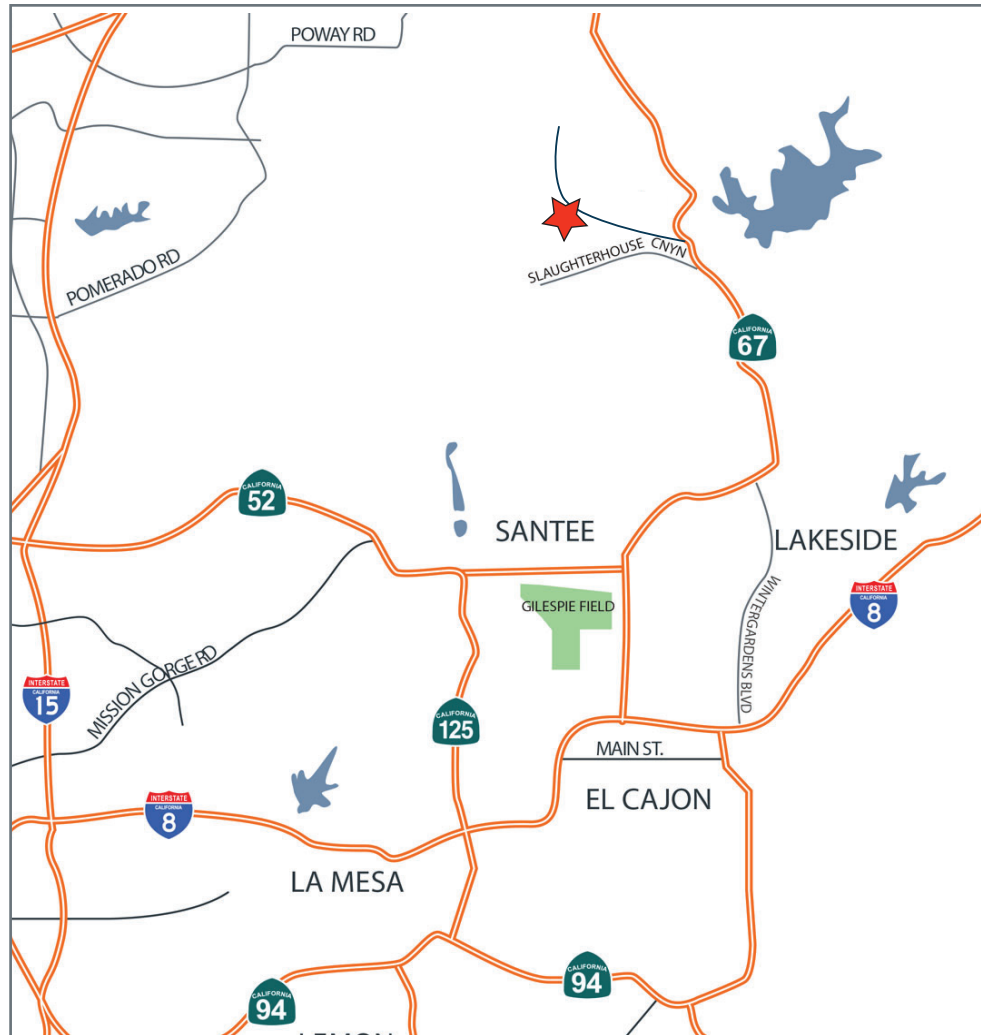 POWAY RD
SLAUGHTERHOUSE CNYN
POMERADO RD
CALIFORNIA
67
CALIFORNIA
52
SANTEE
LAKESIDE
GILESPIE FIELD
INTERSTATE
CALIFORNIA
8
WINTERGARDENS BLVD
MISSION GORGE RD
INTERSTATE
CALIFORNIA
15
CALIFORNIA
125
MAIN ST.
INTERSTATE
CALIFORNIA
8
EL CAJON
LA MESA
CALIFORNIA
94
CALIFORNIA
94
LEMON